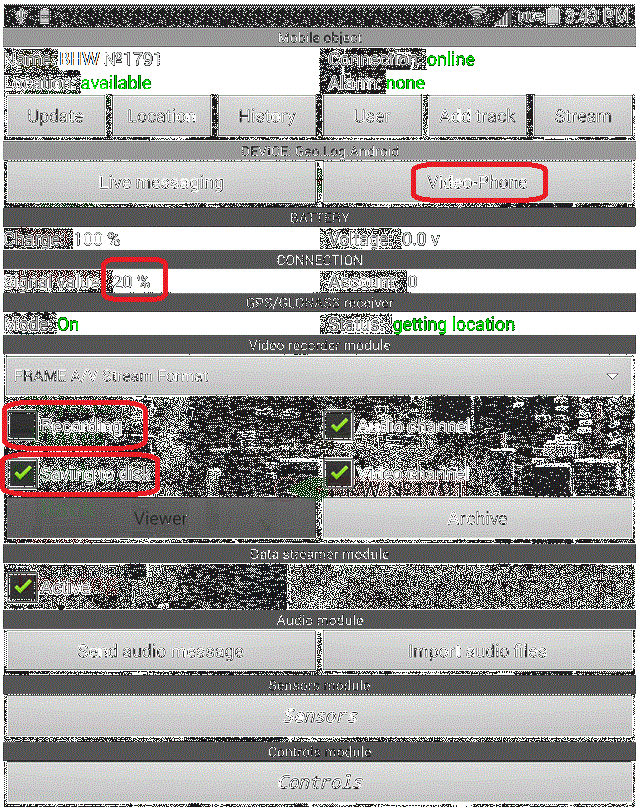 3:43 PM
Mobile object
Name: BHW №1791 Connection: online
Location: available Alarm: none
Update Location History User Add track Stream
DEVICE: Geo.Log.Android
Live messaging Video-Phone
BATTERY
Charge: 100 % Voltage: 0.0 v
CONNECTION
Signal value: 20 % Account: 0
GPS/GLONASS receiver
Mode: On Status: getting location
Video recorder module
FRAME A/V Stream Format
Recording Audio channel
Saving to disk Video channel
Viewer Archive
Data streamer module
Active
Audio module
Send audio message Import audio files
Sensors module
Sensors
Controls module
Controls